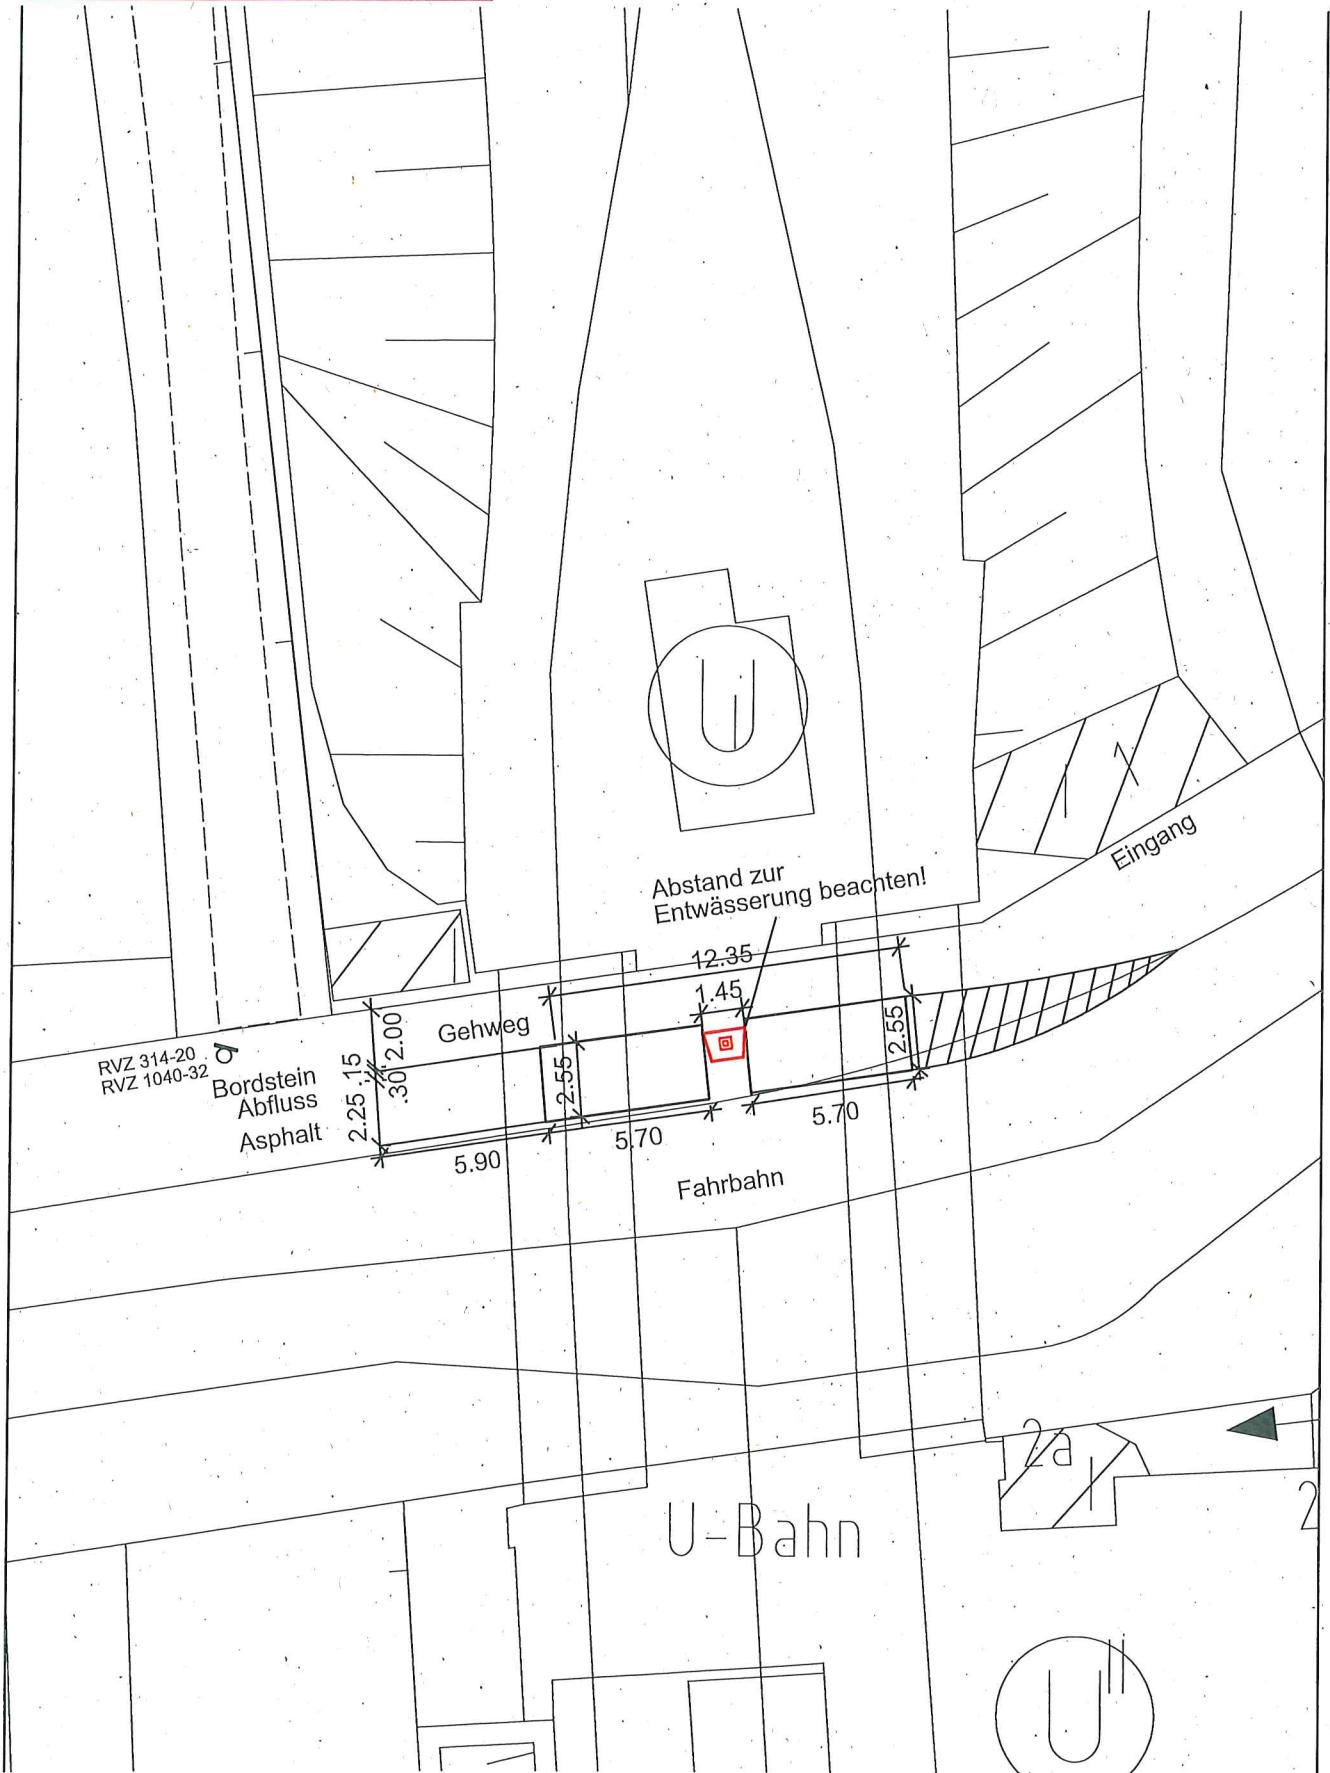 U
Eingang
Abstand zur
Entwässerung beachten!
12.35
1.45
Gehweg
2.00
2.55
2.55
RVZ 314-20
RVZ 1040-32
.15
.30
2.25
Bordstein
Abfluss
Asphalt
5.90
5.70
5.70
Fahrbahn
2a
2
U-Bahn
U